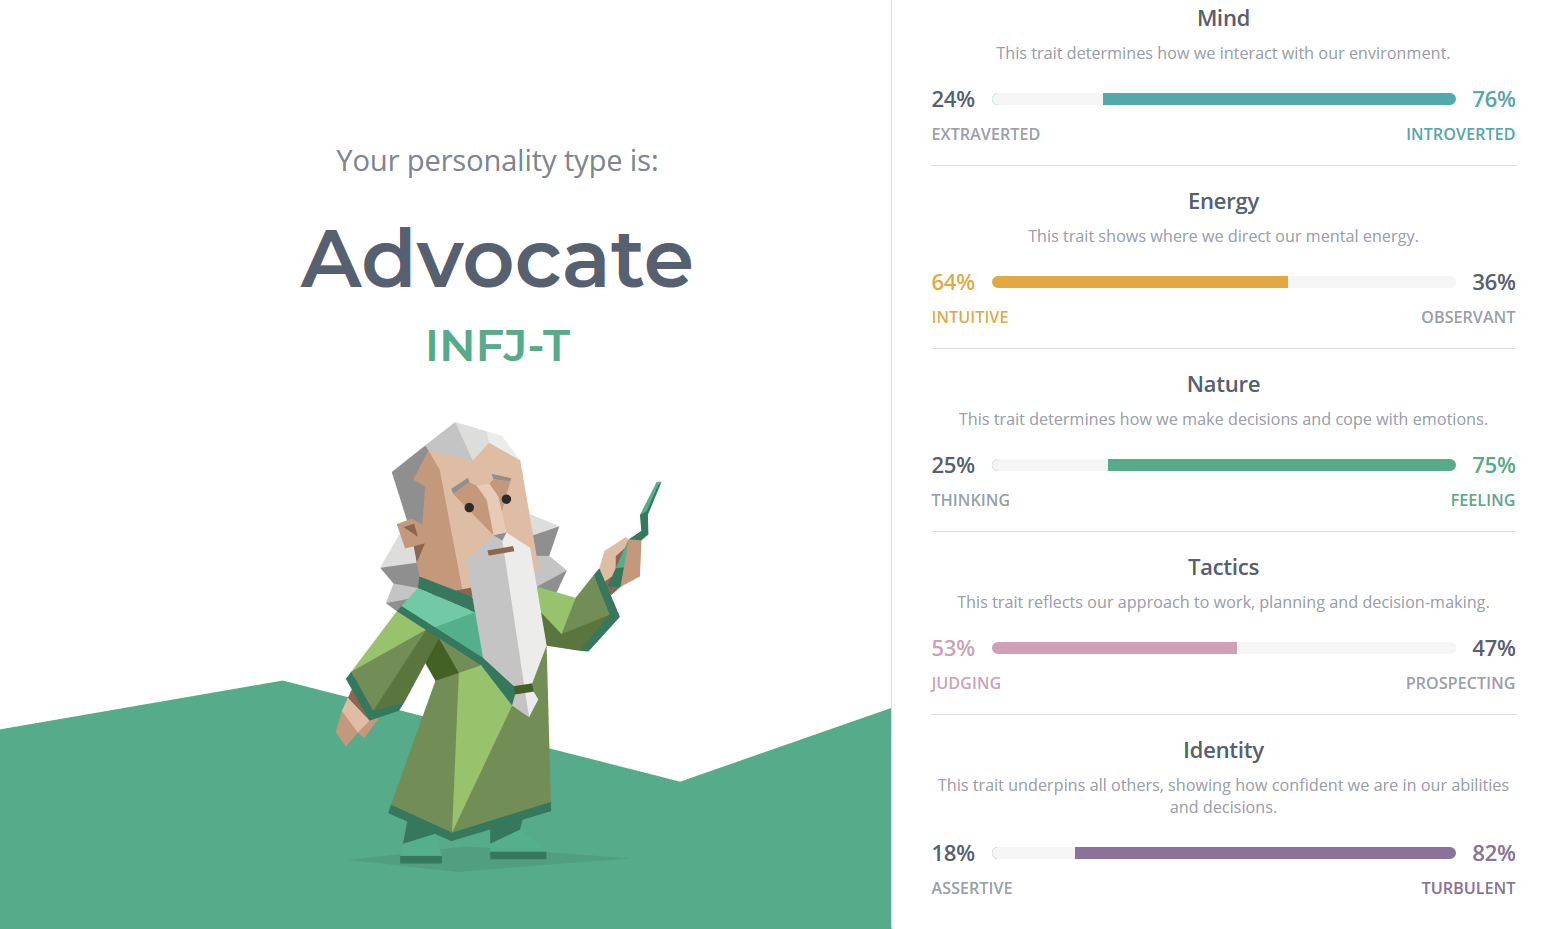 Your personality type is:
Advocate
INFJ-T
Mind
This trait determines how we interact with our environment.
24% 76%
EXTRAVERTED INTROVERTED
Energy
This trait shows where we direct our mental energy.
64% 36%
INTUITIVE OBSERVANT
Nature
This trait determines how we make decisions and cope with emotions.
25% 75%
THINKING FEELING
Tactics
This trait reflects our approach to work, planning and decision-making.
53% 47%
JUDGING PROSPECTING
Identity
This trait underpins all others, showing how confident we are in our abilities
and decisions.
18% 82%
ASSERTIVE TURBULENT